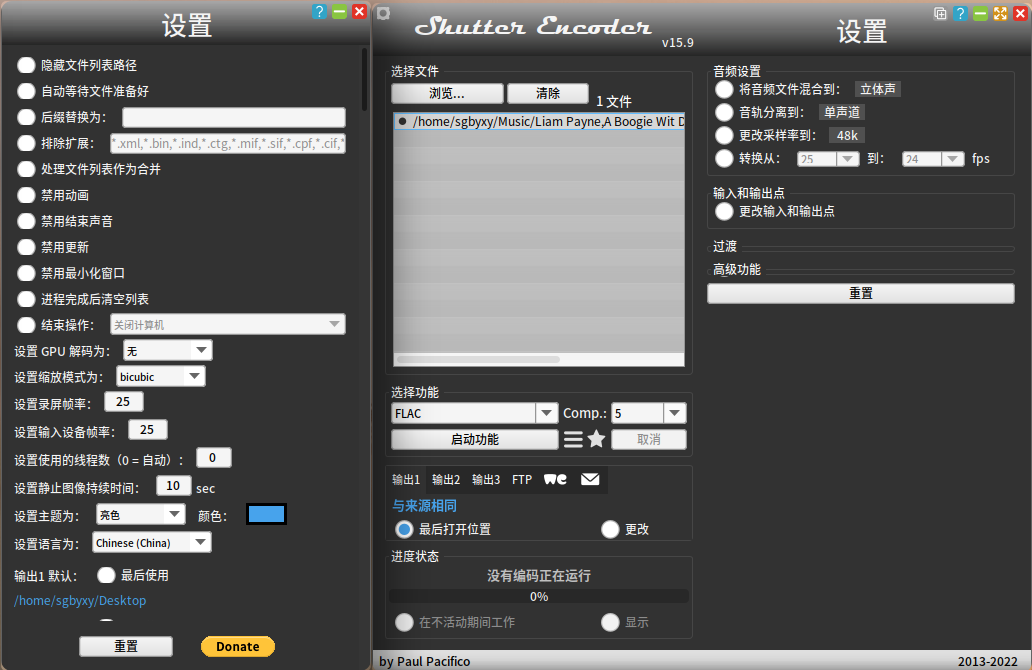 设置
隐藏文件列表路径
自动等待文件准备好
后缀替换为：
排除扩展： *.xml,*.bin,*.ind,*.ctg,*.mif,*.sif,*.cpf,*.cif,*
处理文件列表作为合并
禁用动画
禁用结束声音
禁用更新
禁用最小化窗口
进程完成后清空列表
结束操作： 关闭计算机
设置 GPU 解码为： 无
设置缩放模式为： bicubic
设置录屏帧率： 25
设置输入设备帧率： 25
设置使用的线程数（0 = 自动）： 0
设置静止图像持续时间： 10 sec
设置主题为： 亮色 颜色：
设置语言为： Chinese (China)
输出1 默认： 最后使用
/home/sgbyxy/Desktop
重置 Donate
Shutter Encoder
v15.9
选择文件
浏览... 清除 1 文件
/home/sgbyxy/Music/Liam Payne,A Boogie Wit D
选择功能
FLAC Comp.: 5
启动功能 取消
输出1 输出2 输出3 FTP we
与来源相同
最后打开位置 更改
进度状态
没有编码正在运行
0%
在不活动期间工作 显示
by Paul Pacifico
设置
音频设置
将音频文件混合到： 立体声
音轨分离到： 单声道
更改采样率到： 48k
转换从： 25 到： 24 fps
输入和输出点
更改输入和输出点
过渡
高级功能
重置
2013-2022